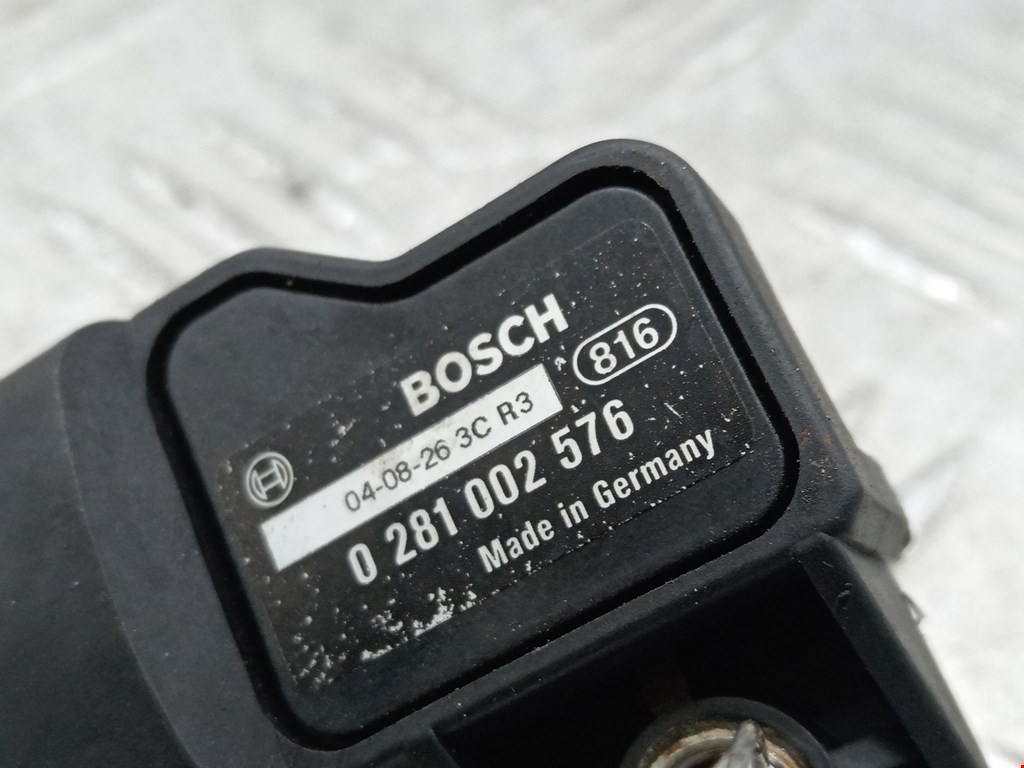 BOSCH
816
04-08-26 3C R3
0 281 002 576
Made in Germany